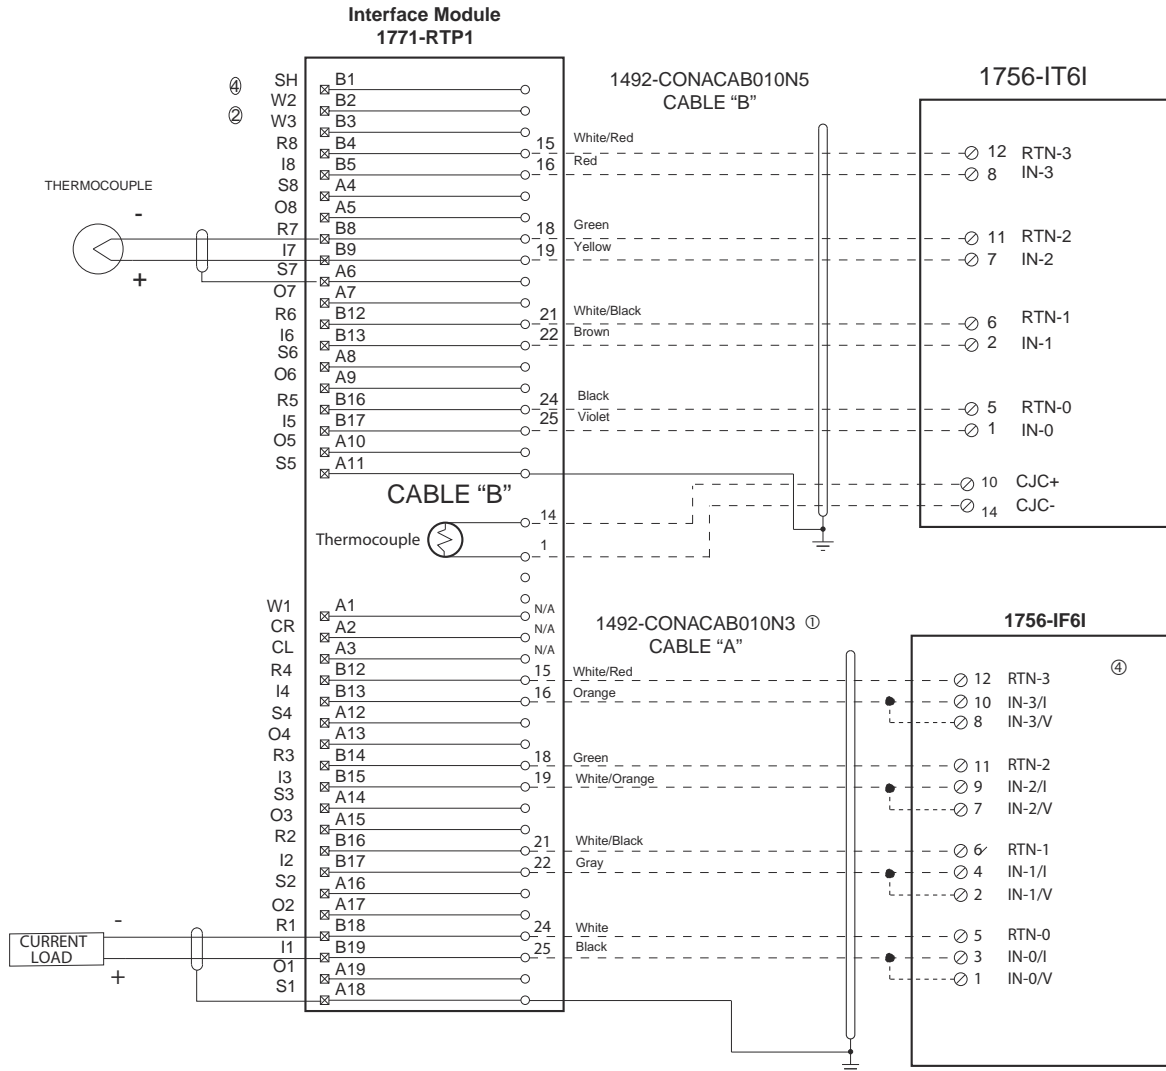 Interface Module
1771-RTP1
④ SH B1
W2 B2
② W3 B3
R8 B4 15 White/Red
I8 B5 16 Red
S8 A4
O8 A5
R7 B8 18 Green
I7 B9 19 Yellow
S7 A6
O7 A7
R6 B12 21 White/Black
I6 B13 22 Brown
S6 A8
O6 A9
R5 B16 24 Black
I5 B17 25 Violet
O5 A10
S5 A11
THERMOCOUPLE
-
+
1492-CONACAB010N5
CABLE “B”
1756-IT6I
12 RTN-3
8 IN-3
11 RTN-2
7 IN-2
6 RTN-1
2 IN-1
5 RTN-0
1 IN-0
10 CJC+
14 CJC-
CABLE “B”
Thermocouple
14
1
W1 A1 N/A
CR A2 N/A
CL A3 N/A
R4 B12 15 White/Red
I4 B13 16 Orange
S4 A12
O4 A13
R3 B14 18 Green
I3 B15 19 White/Orange
S3 A14
O3 A15
R2 B16 21 White/Black
I2 B17 22 Gray
S2 A16
O2 A17
R1 B18 24 White
I1 B19 25 Black
O1 A19
S1 A18
CURRENT
LOAD
-
+
1492-CONACAB010N3 ①
CABLE “A”
1756-IF6I
④
12 RTN-3
10 IN-3/I
8 IN-3/V
11 RTN-2
9 IN-2/I
7 IN-2/V
6 RTN-1
4 IN-1/I
2 IN-1/V
5 RTN-0
3 IN-0/I
1 IN-0/V